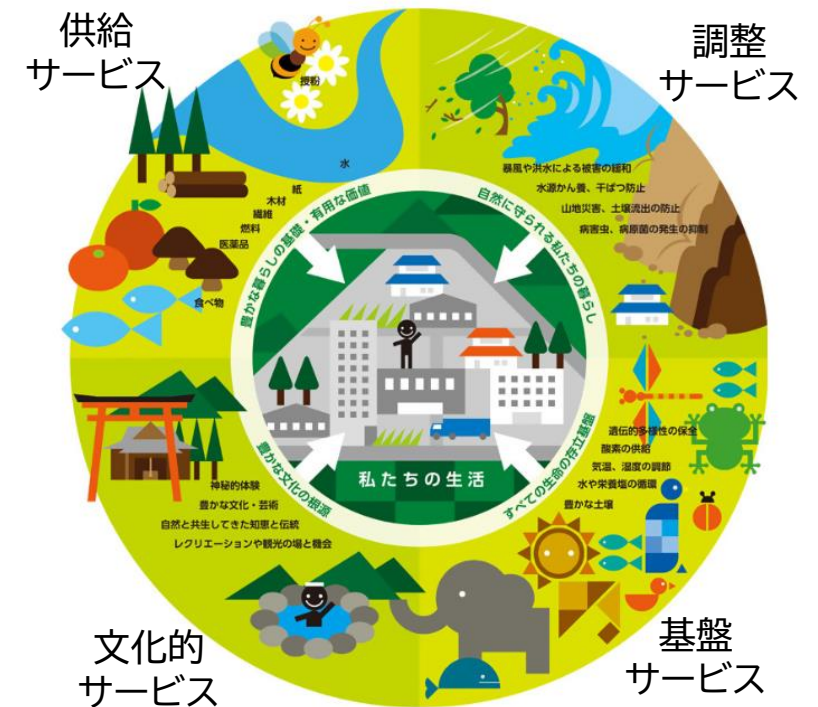 供給
サービス
調整
サービス
授粉
水
紙
木材
繊維
燃料
医薬品
食べ物
豊かな暮らしの基礎・有用な価値
暴風や洪水による被害の緩和
水源かん養、干ばつ防止
山地災害、土壌流出の防止
病害虫、病原菌の発生の抑制
自然に守られる私たちの暮らし
神秘的体験
豊かな文化・芸術
自然と共生してきた知恵と伝統
レクリエーションや観光の場と機会
豊かな文化の根源
私たちの生活
遺伝的多様性の保全
酸素の供給
気温、湿度の調節
水や栄養塩の循環
豊かな土壌
すべての生命の存立基盤
文化的
サービス
基盤
サービス